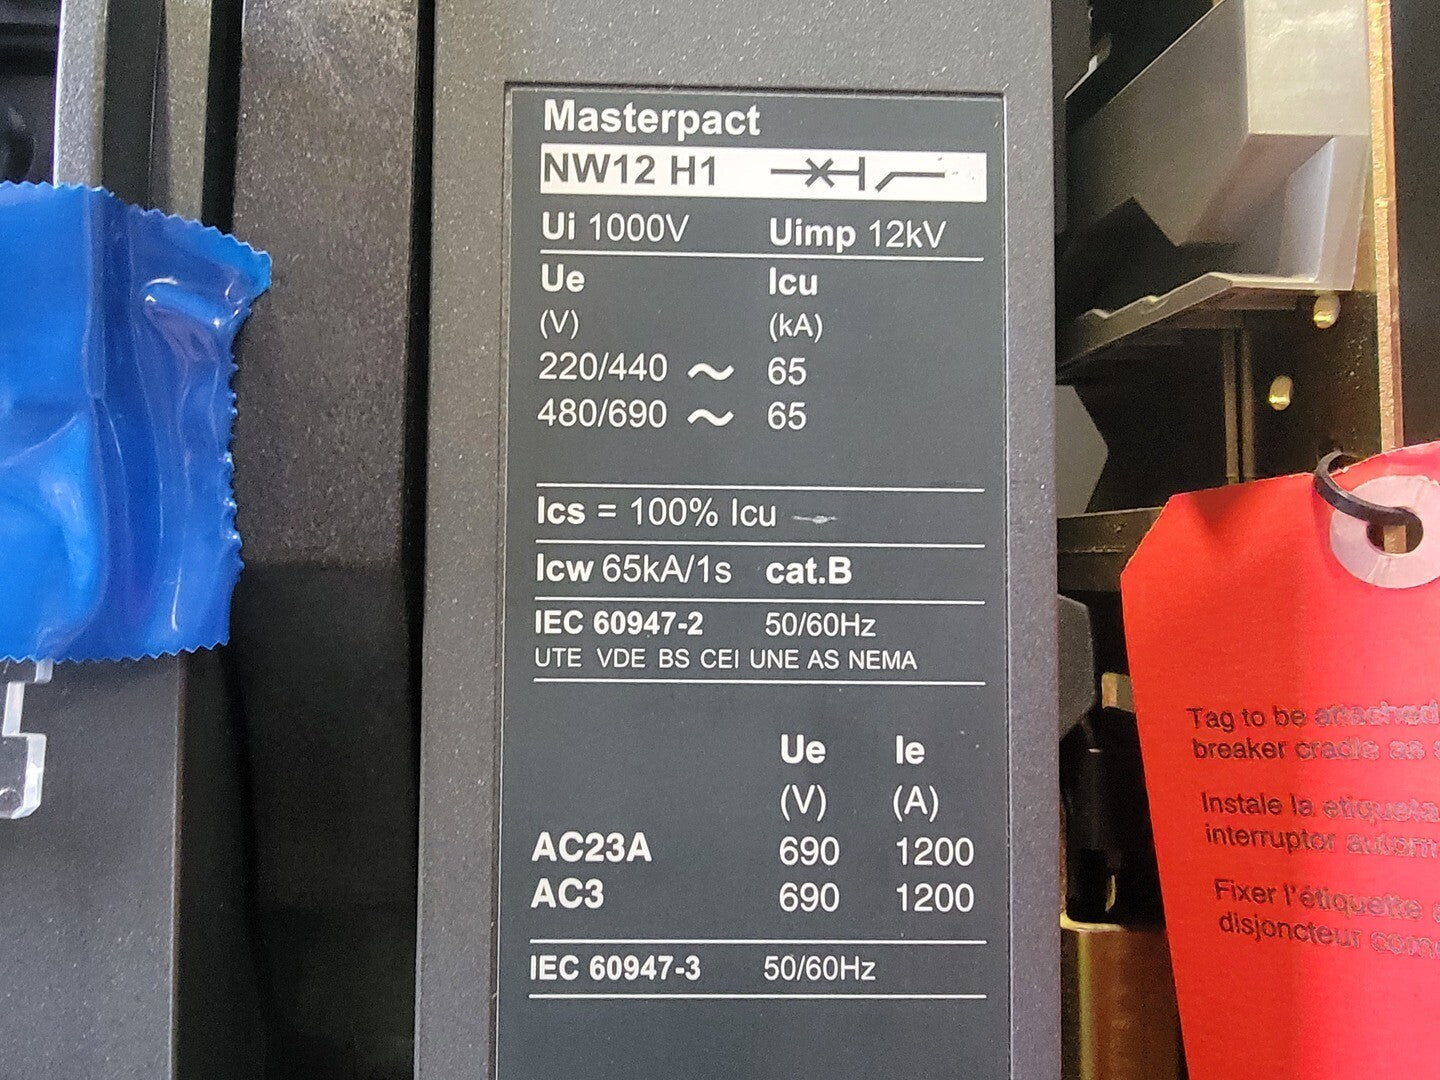 Masterpact
NW12 H1
Ui 1000V Uimp 12kV
Ue Icu
(V) (kA)
220/440 ~ 65
480/690 ~ 65
Ics = 100% Icu
Icw 65kA/1s cat.B
IEC 60947-2 50/60Hz
UTE VDE BS CEI UNE AS NEMA
Ue Ie
(V) (A)
AC23A 690 1200
AC3 690 1200
IEC 60947-3 50/60Hz
Tag to be attached
breaker cradle as
Instale la etiqueta
interruptor
Fixer l'étiquette
disjoncteur